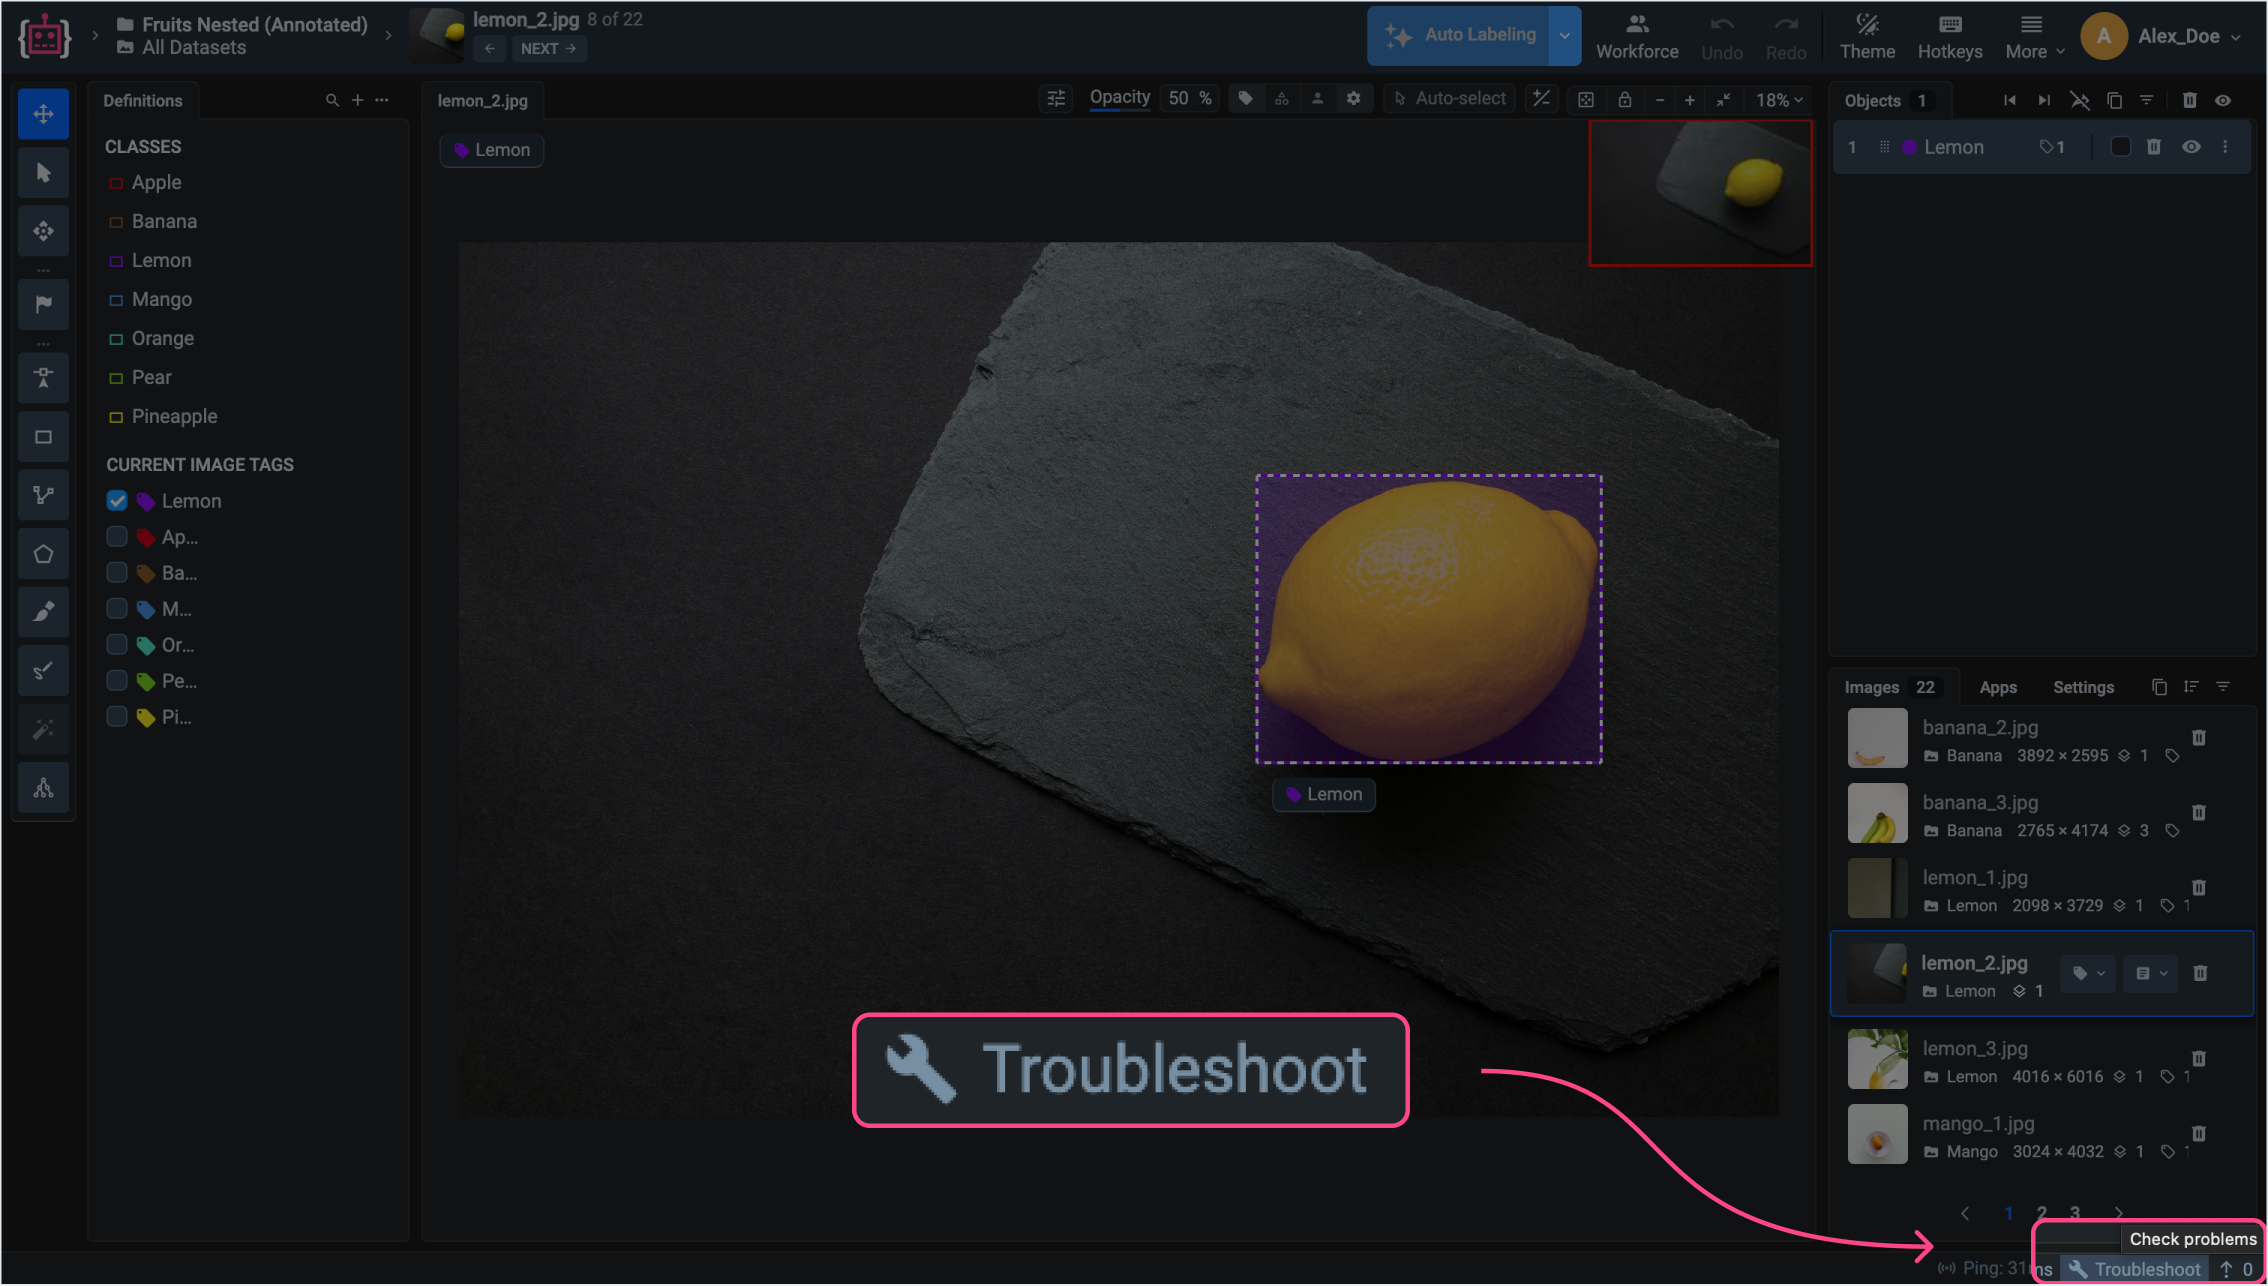 Fruits Nested (Annotated)
All Datasets
lemon_2.jpg 8 of 22
NEXT
Auto Labeling
Workforce
Undo
Redo
Theme
Hotkeys
More
A
Alex_Doe
Definitions
CLASSES
Apple
Banana
Lemon
Mango
Orange
Pear
Pineapple
CURRENT IMAGE TAGS
Lemon
Ap...
Ba...
M...
Or...
Pe...
Pi...
lemon_2.jpg
Opacity 50 %
Auto-select
18%
Lemon
Lemon
Troubleshoot
Objects 1
1 Lemon 1
Images 22 Apps Settings
banana_2.jpg
Banana 3892 × 2595 1
banana_3.jpg
Banana 2765 × 4174 3
lemon_1.jpg
Lemon 2098 × 3729 1 1
lemon_2.jpg
Lemon 1
lemon_3.jpg
Lemon 4016 × 6016 1 1
mango_1.jpg
Mango 3024 × 4032 1 1
1 2 3
Check problems
Ping: 31ms Troubleshoot 0